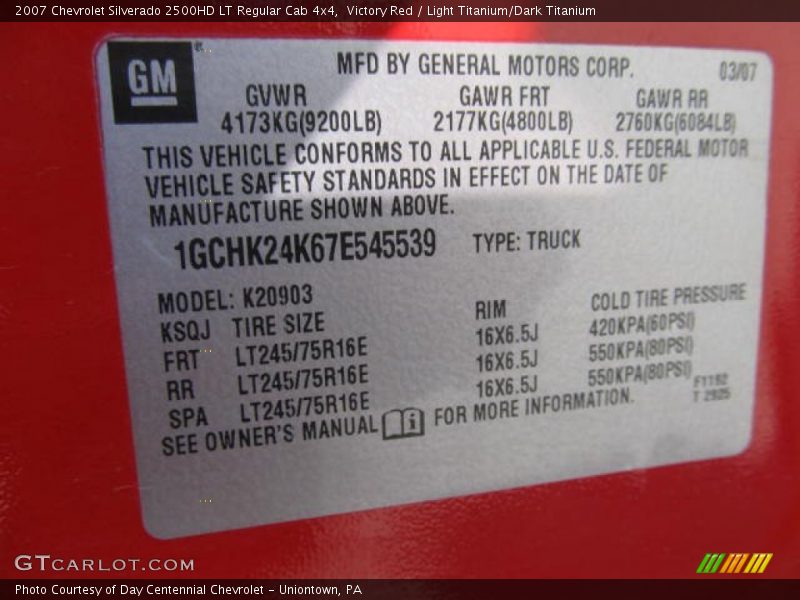 2007 Chevrolet Silverado 2500HD LT Regular Cab 4x4, Victory Red / Light Titanium/Dark Titanium
GM
MFD BY GENERAL MOTORS CORP. 03/07
GVWR GAWR FRT GAWR RR
4173KG(9200LB) 2177KG(4800LB) 2760KG(6084LB)
THIS VEHICLE CONFORMS TO ALL APPLICABLE U.S. FEDERAL MOTOR
VEHICLE SAFETY STANDARDS IN EFFECT ON THE DATE OF
MANUFACTURE SHOWN ABOVE.
1GCHK24K67E545539 TYPE: TRUCK
MODEL: K20903
KSQJ TIRE SIZE RIM COLD TIRE PRESSURE
FRT LT245/75R16E 16X6.5J 420KPA(60PSI)
RR LT245/75R16E 16X6.5J 550KPA(80PSI)
SPA LT245/75R16E 16X6.5J 550KPA(80PSI)
SEE OWNER'S MANUAL i FOR MORE INFORMATION.
F1192
T 2925
GTCARLOT.COM
Photo Courtesy of Day Centennial Chevrolet - Uniontown, PA